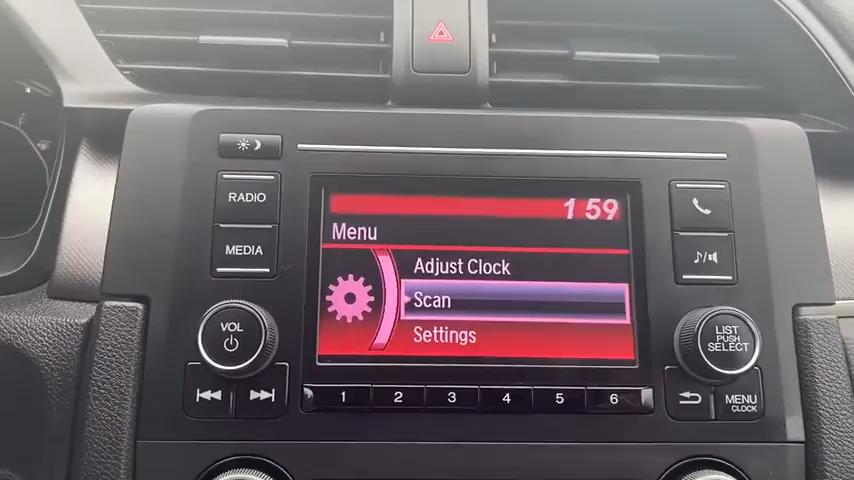 RADIO
MEDIA
VOL
1 59
Menu
Adjust Clock
Scan
Settings
LIST
PUSH
SELECT
MENU
CLOCK
1 2 3 4 5 6
F